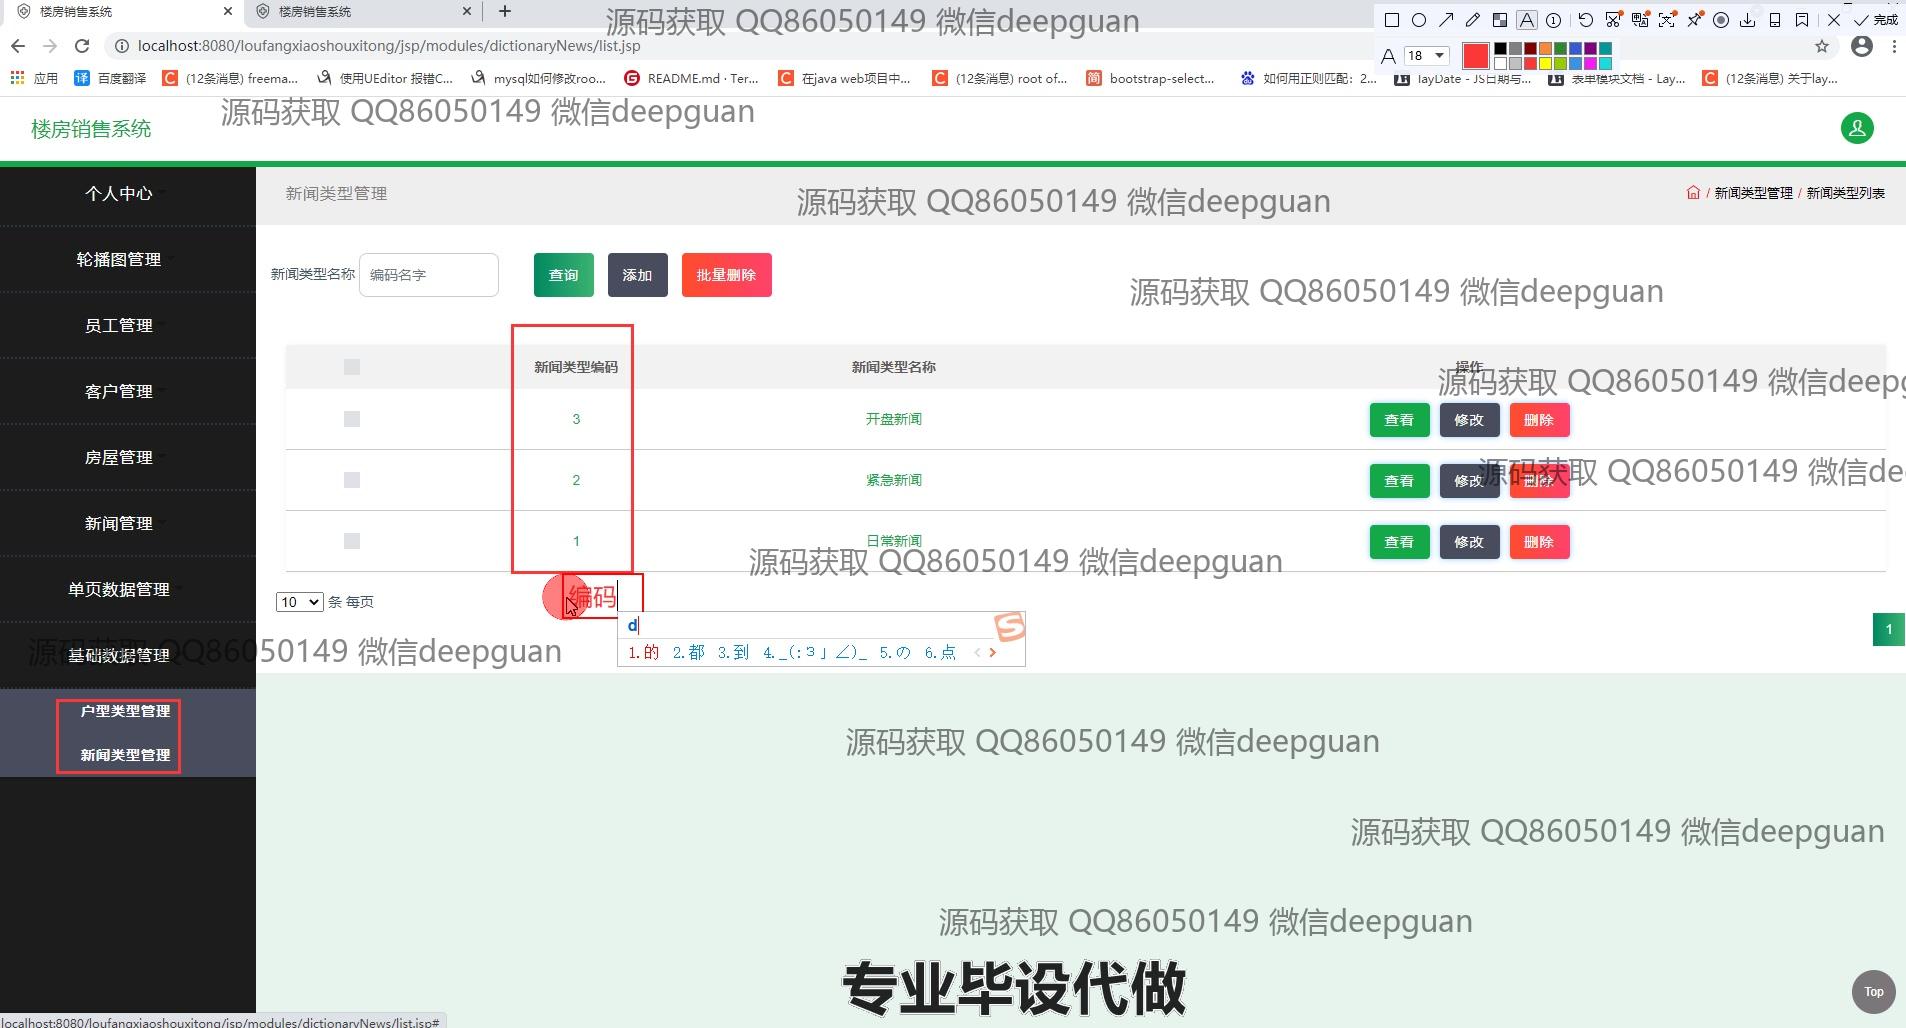 楼房销售系统
楼房销售系统
完成
localhost:8080/loufangxiaoshouxitong/jsp/modules/dictionaryNews/list.jsp
18
应用
百度翻译
(12条消息) freema...
使用UEditor 报错C...
mysql如何修改roo...
README.md · Ter...
在java web项目中...
(12条消息) root of...
bootstrap-select...
如何用正则匹配：2...
layDate - JS日期与...
表单模块文档 - Lay...
(12条消息) 关于lay...
源码获取 QQ86050149 微信deepguan
源码获取 QQ86050149 微信deepguan
楼房销售系统
个人中心
新闻类型管理
源码获取 QQ86050149 微信deepguan
/ 新闻类型管理 / 新闻类型列表
轮播图管理
新闻类型名称
编码名字
查询
添加
批量删除
源码获取 QQ86050149 微信deepguan
员工管理
新闻类型编码
新闻类型名称
操作
源码获取 QQ86050149 微信deepg
客户管理
3
开盘新闻
查看
修改
删除
房屋管理
2
紧急新闻
查看
修改
删除
源码获取 QQ86050149 微信de
新闻管理
1
日常新闻
查看
修改
删除
源码获取 QQ86050149 微信deepguan
单页数据管理
10
条 每页
编码
d
1.的 2.都 3.到 4._(:3」∠)_ 5.の 6.点
1
基础数据管理
源码获取 QQ86050149 微信deepguan
户型类型管理
新闻类型管理
源码获取 QQ86050149 微信deepguan
源码获取 QQ86050149 微信deepguan
源码获取 QQ86050149 微信deepguan
专业毕设代做
Top
localhost:8080/loufangxiaoshouxitong/jsp/modules/dictionaryNews/list.jsp#